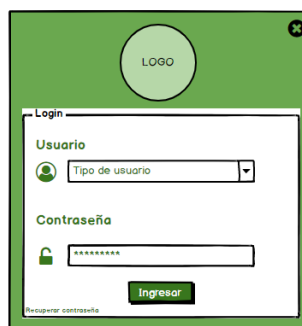 LOGO
Login
Usuario
Tipo de usuario
Contraseña
*********
Ingresar
Recuperar contraseña